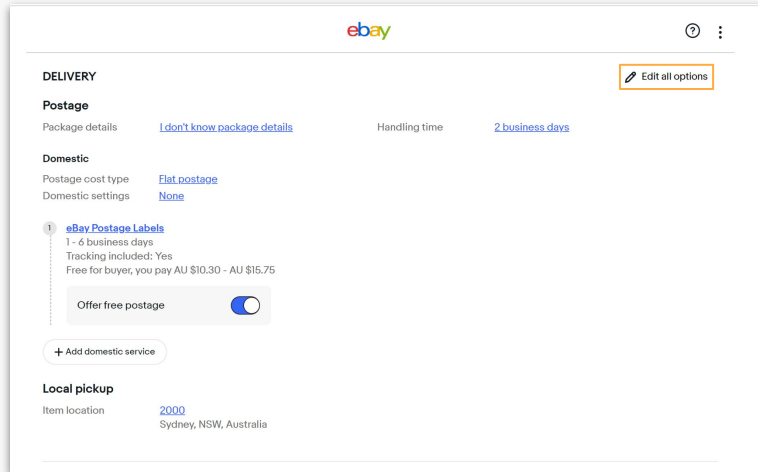 ebay
DELIVERY
Edit all options
Postage
Package details I don't know package details Handling time 2 business days
Domestic
Postage cost type Flat postage
Domestic settings None
1 eBay Postage Labels
1 - 6 business days
Tracking included: Yes
Free for buyer, you pay AU $10.30 - AU $15.75
Offer free postage
+ Add domestic service
Local pickup
Item location 2000
Sydney, NSW, Australia